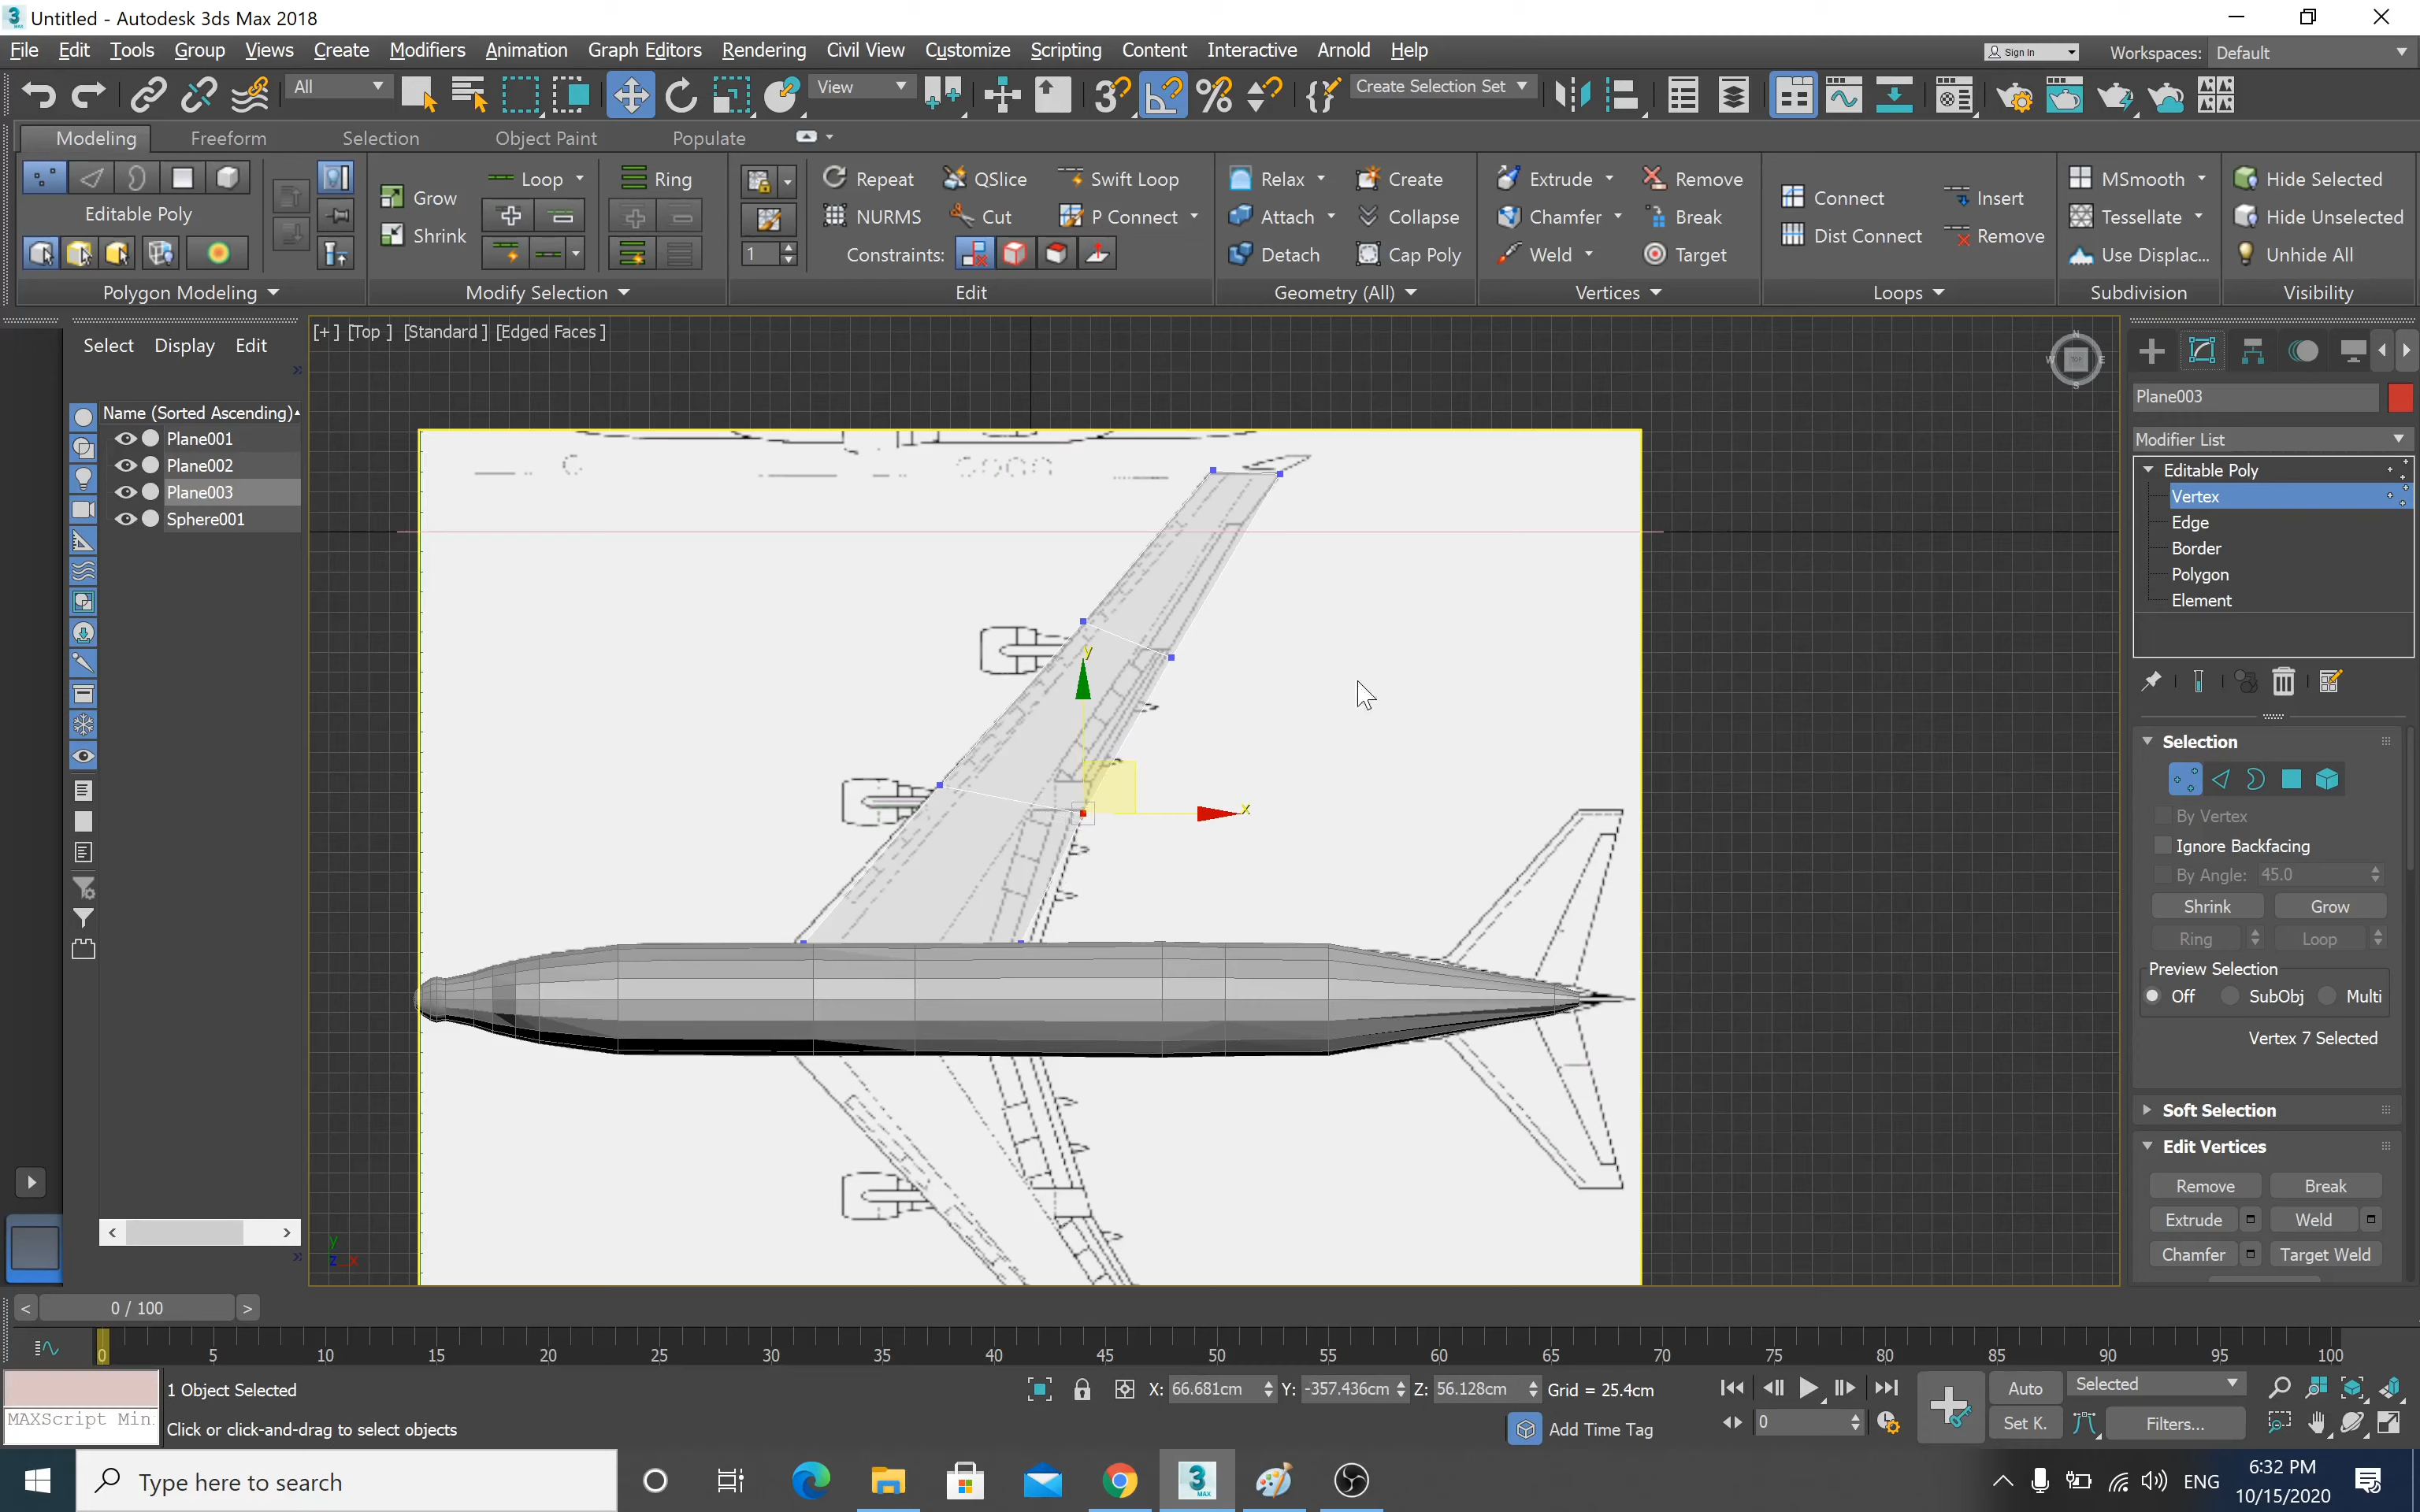 Untitled - Autodesk 3ds Max 2018
File Edit Tools Group Views Create Modifiers Animation Graph Editors Rendering Civil View Customize Scripting Content Interactive Arnold Help
Sign In Workspaces: Default
All View Create Selection Set
Modeling Freeform Selection Object Paint Populate
Loop Ring Repeat QSlice Swift Loop Relax Create Extrude Remove MSmooth Hide Selected
Grow Connect Insert
Editable Poly NURMS Cut P Connect Attach Collapse Chamfer Break Tessellate Hide Unselected
Shrink Dist Connect Remove
1 Constraints: Detach Cap Poly Weld Target Use Displac... Unhide All
Polygon Modeling Modify Selection Edit Geometry (All) Vertices Loops Subdivision Visibility
Select Display Edit
[+] [Top ] [Standard ] [Edged Faces ]
Name (Sorted Ascending)
Plane001
Plane002
Plane003
Sphere001
N
W E
S
y
x
y
z x
Plane003
Modifier List
Editable Poly
Vertex
Edge
Border
Polygon
Element
Selection
By Vertex
Ignore Backfacing
By Angle: 45.0
Shrink Grow
Ring Loop
Preview Selection
Off SubObj Multi
Vertex 7 Selected
Soft Selection
Edit Vertices
Remove Break
Extrude Weld
Chamfer Target Weld
< 0 / 100 >
0 5 10 15 20 25 30 35 40 45 50 55 60 65 70 75 80 85 90 95 100
1 Object Selected X: 66.681cm Y: -357.436cm Z: 56.128cm Grid = 25.4cm Auto Selected
MAXScript Min
Click or click-and-drag to select objects Add Time Tag 0 Set K. Filters...
Type here to search
3 MAX
ENG
6:32 PM
10/15/2020